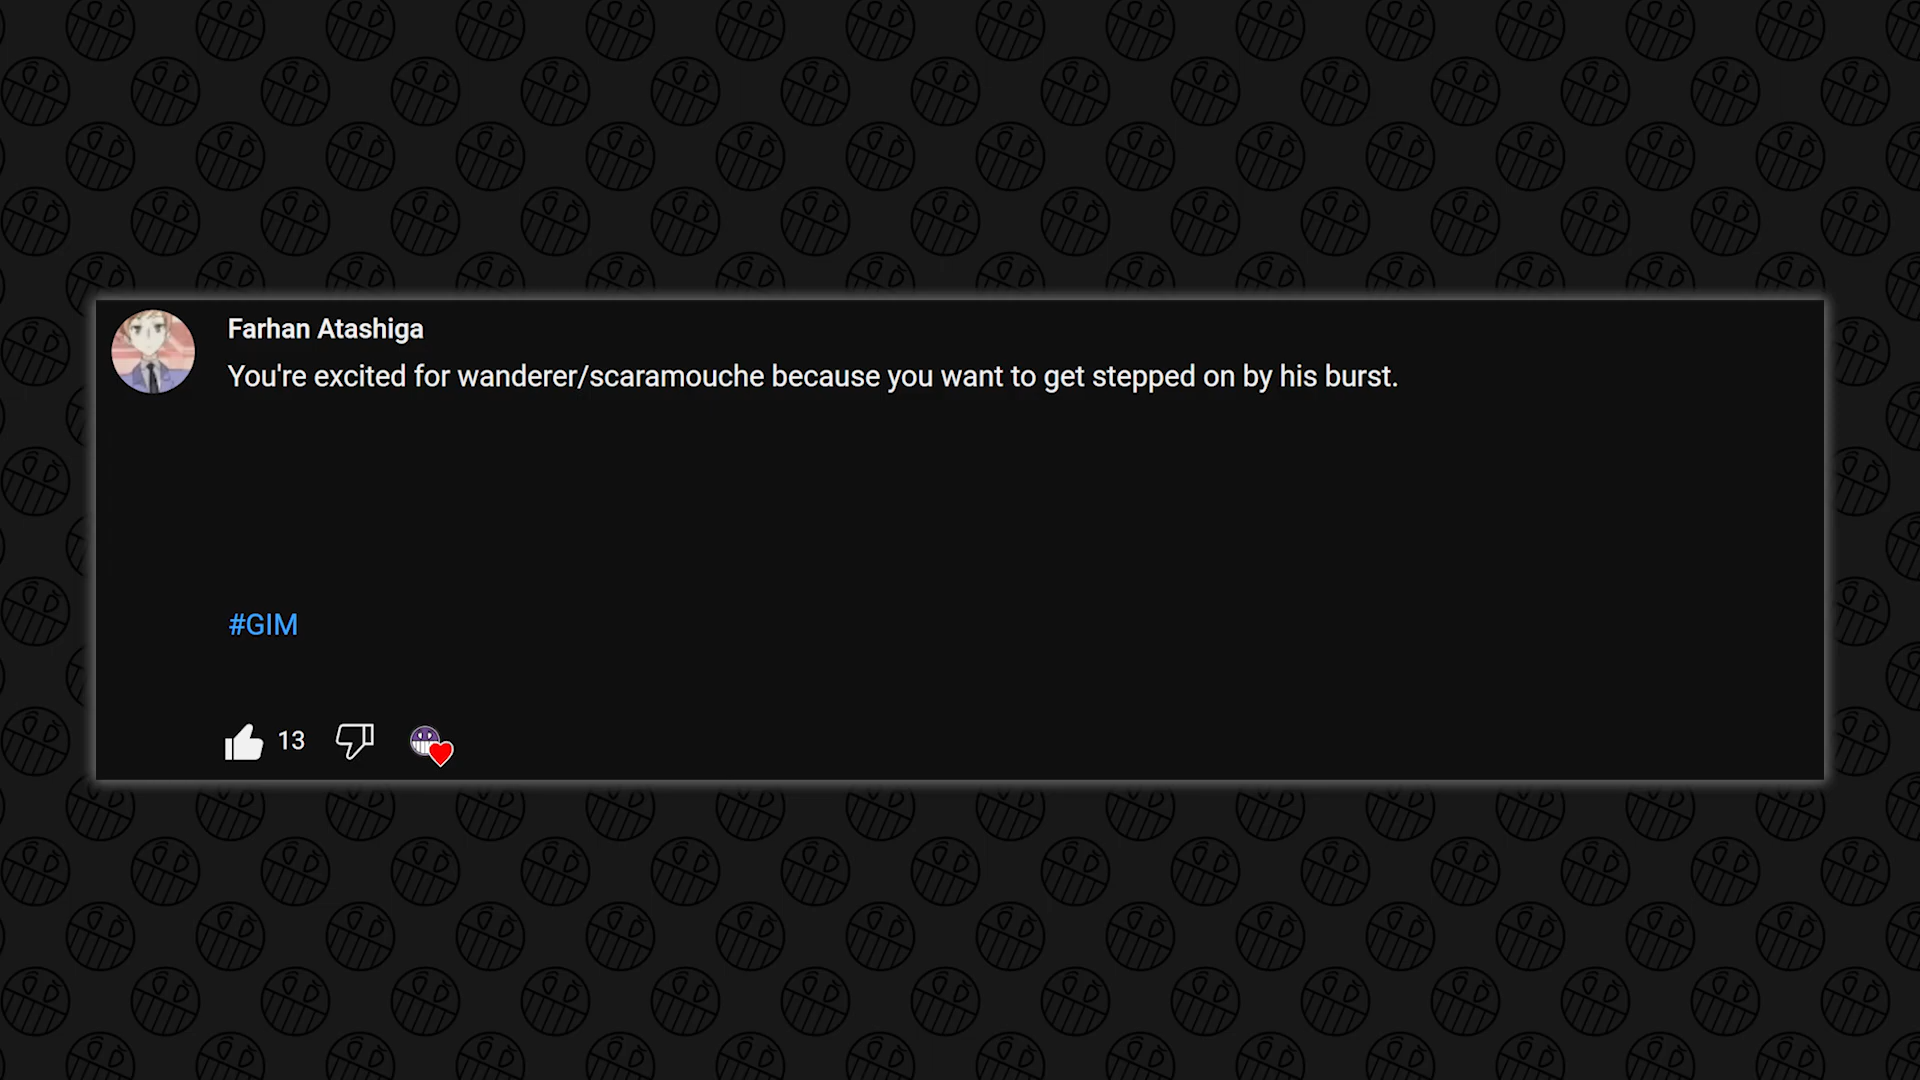 Farhan Atashiga
You're excited for wanderer/scaramouche because you want to get stepped on by his burst.
#GIM
13